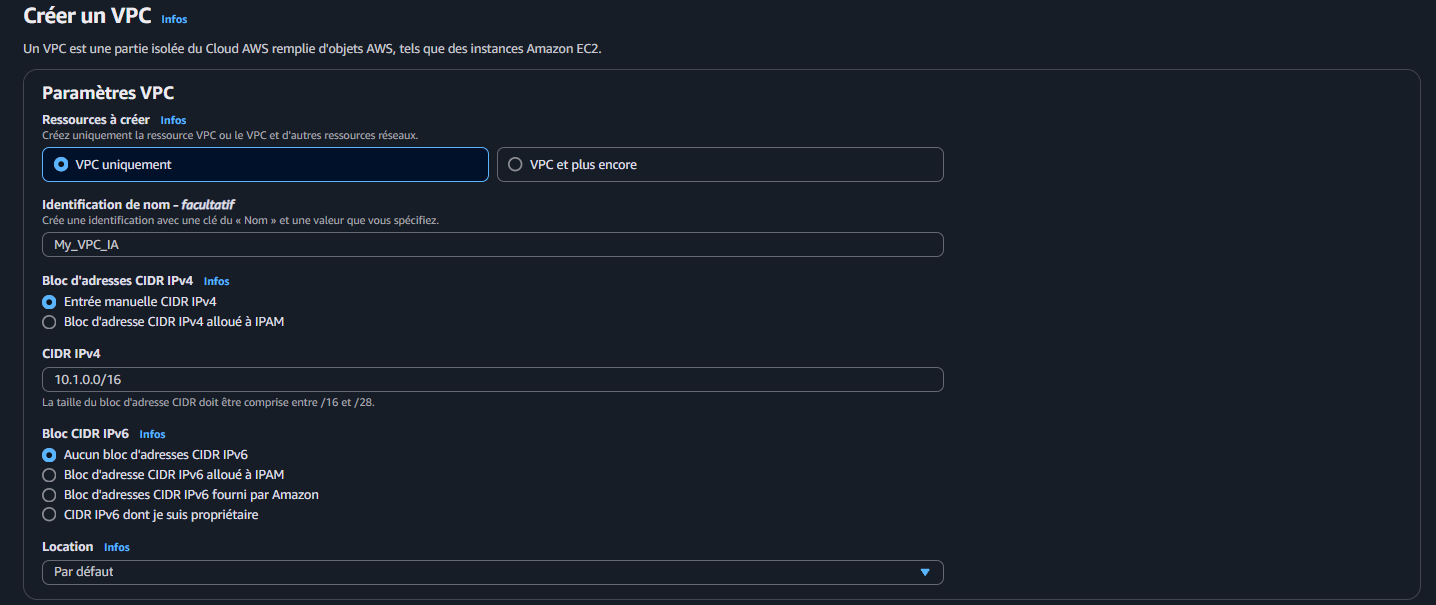 Créer un VPC Infos
Un VPC est une partie isolée du Cloud AWS remplie d'objets AWS, tels que des instances Amazon EC2.
Paramètres VPC
Ressources à créer Infos
Créez uniquement la ressource VPC ou le VPC et d'autres ressources réseaux.
VPC uniquement
VPC et plus encore
Identification de nom – facultatif
Crée une identification avec une clé du « Nom » et une valeur que vous spécifiez.
My_VPC_IA
Bloc d'adresses CIDR IPv4 Infos
Entrée manuelle CIDR IPv4
Bloc d'adresse CIDR IPv4 alloué à IPAM
CIDR IPv4
10.1.0.0/16
La taille du bloc d'adresse CIDR doit être comprise entre /16 et /28.
Bloc CIDR IPv6 Infos
Aucun bloc d'adresses CIDR IPv6
Bloc d'adresse CIDR IPv6 alloué à IPAM
Bloc d'adresses CIDR IPv6 fourni par Amazon
CIDR IPv6 dont je suis propriétaire
Location Infos
Par défaut